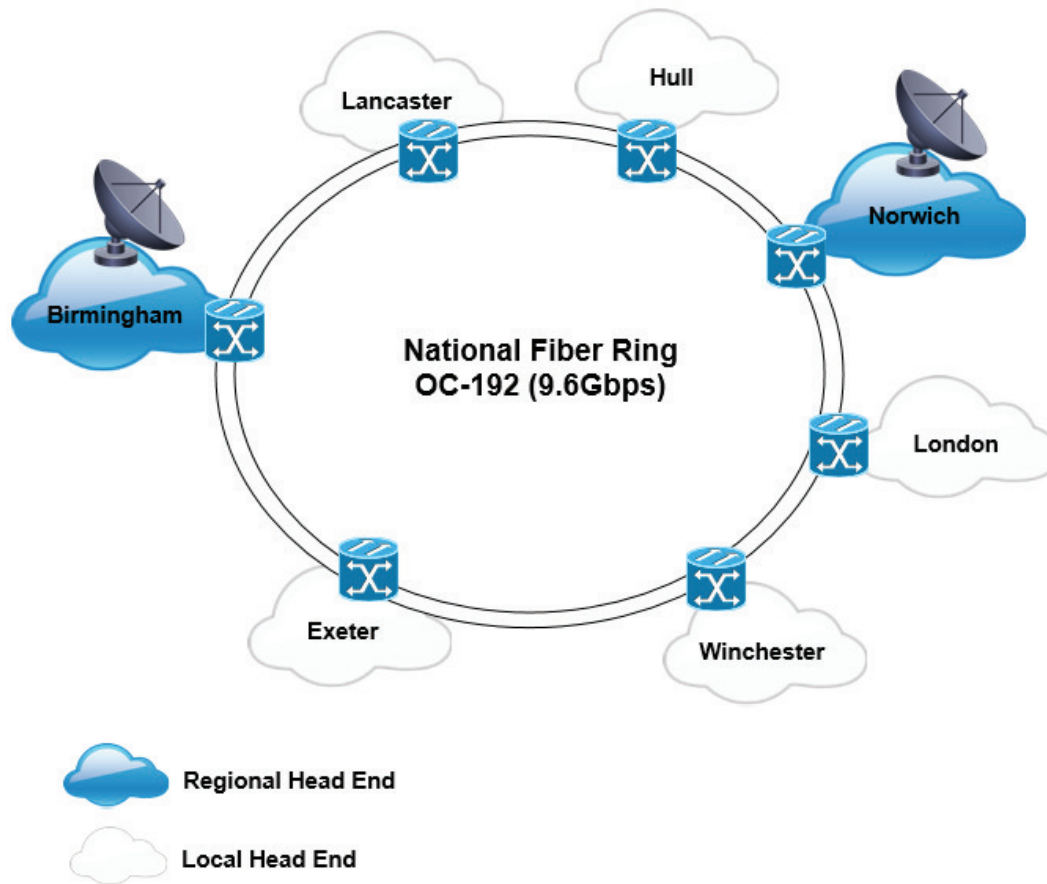 Lancaster
Hull
Norwich
Birmingham
National Fiber Ring
OC-192 (9.6Gbps)
London
Exeter
Winchester
Regional Head End
Local Head End